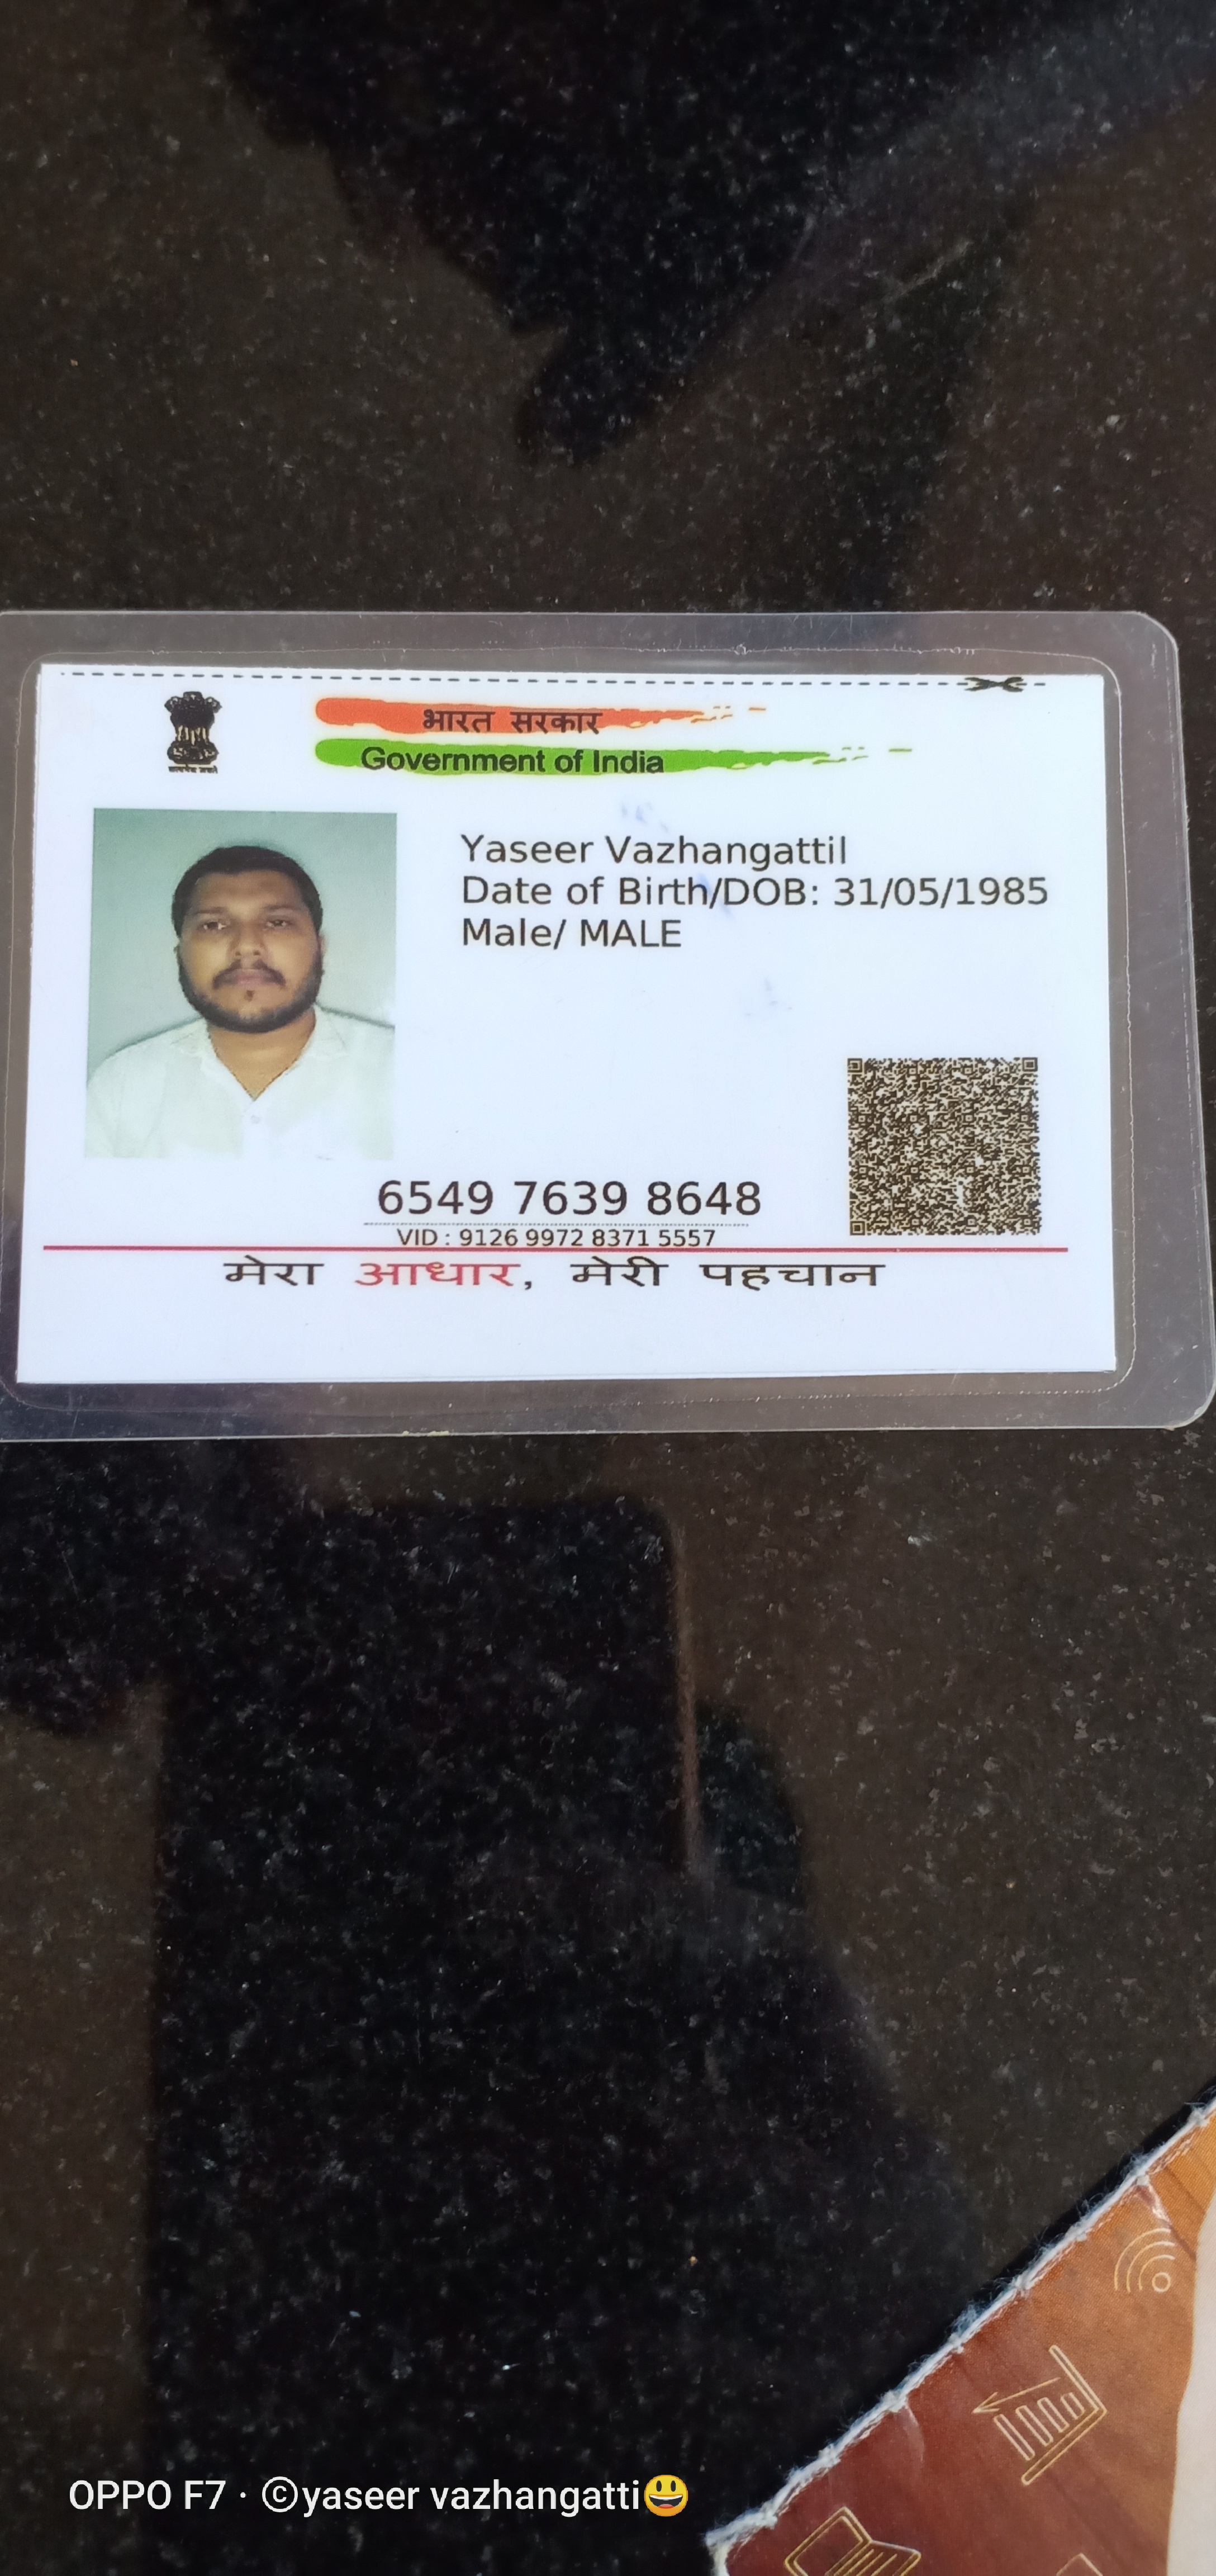 भारत सरकार
Government of India
Yaseer Vazhangattil
Date of Birth/DOB: 31/05/1985
Male/ MALE
6549 7639 8648
VID : 9126 9972 8371 5557
मेरा आधार, मेरी पहचान
OPPO F7 · ©yaseer vazhangatti😃